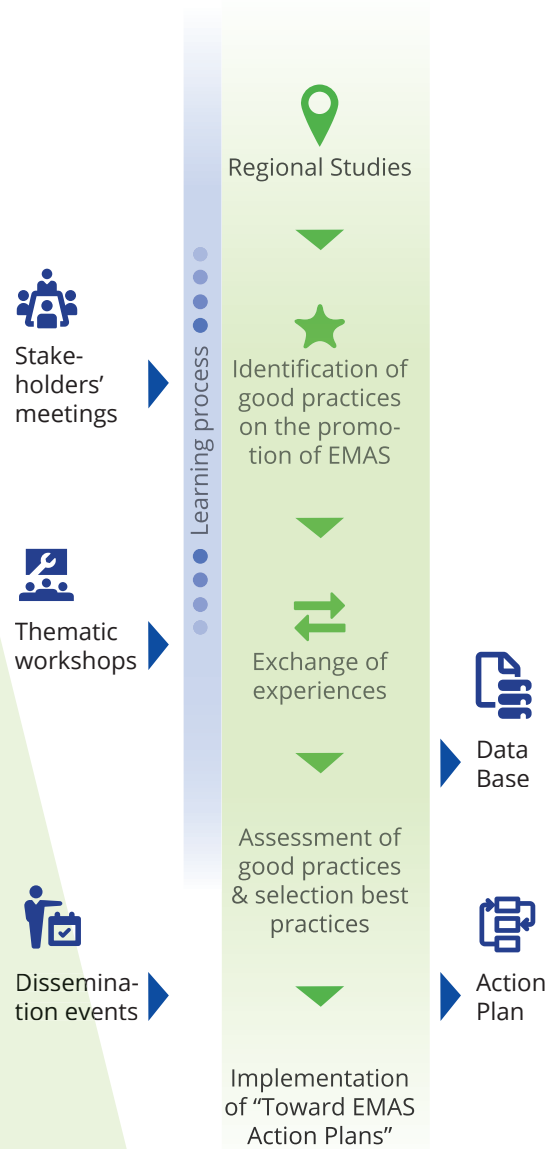 Regional Studies
Stake-
holders’
meetings
Learning process
Identification of
good practices
on the promo-
tion of EMAS
Thematic
workshops
Exchange of
experiences
Data
Base
Assessment of
good practices
& selection best
practices
Dissemina-
tion events
Action
Plan
Implementation
of “Toward EMAS
Action Plans”